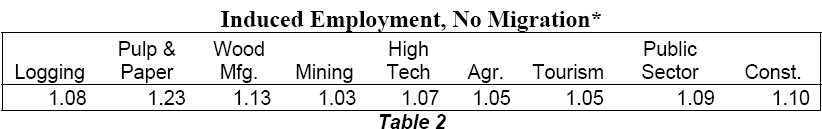 Induced Employment, No Migration*
Pulp & Wood High Public
Logging Paper Mfg. Mining Tech Agr. Tourism Sector Const.
1.08 1.23 1.13 1.03 1.07 1.05 1.05 1.09 1.10
Table 2